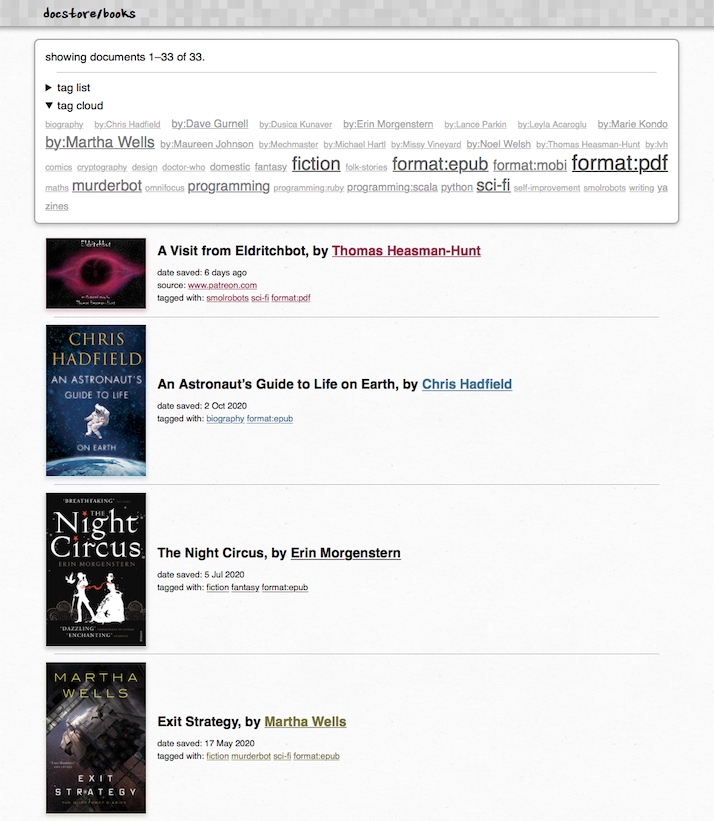 docstore/books
showing documents 1–33 of 33.
▶ tag list
▼ tag cloud
biography by:Chris Hadfield by:Dave Gurnell by:Dusica Kunaver by:Erin Morgenstern by:Lance Parkin by:Leyla Acaroglu by:Marie Kondo
by:Martha Wells by:Maureen Johnson by:Mechmaster by:Michael Hartl by:Missy Vineyard by:Noel Welsh by:Thomas Heasman-Hunt by:lvh
comics cryptography design doctor-who domestic fantasy fiction folk-stories format:epub format:mobi format:pdf
maths murderbot omnifocus programming programming:ruby programming:scala python sci-fi self-improvement smolrobots writing ya
zines
Eldritchbot
Thomas Heasman-Hunt
A Visit from Eldritchbot, by Thomas Heasman-Hunt
date saved: 6 days ago
source: www.patreon.com
tagged with: smolrobots sci-fi format:pdf
CHRIS
HADFIELD
AN ASTRONAUT'S
GUIDE TO LIFE
ON EARTH
An Astronaut’s Guide to Life on Earth, by Chris Hadfield
date saved: 2 Oct 2020
tagged with: biography format:epub
'BREATHTAKING'
THE
Night
Circus
ERIN MORGENSTERN
'DAZZLING'
'ENCHANTING'
The Night Circus, by Erin Morgenstern
date saved: 5 Jul 2020
tagged with: fiction fantasy format:epub
MARTHA
WELLS
EXIT
STRATEGY
THE MURDERBOT DIARIES
Exit Strategy, by Martha Wells
date saved: 17 May 2020
tagged with: fiction murderbot sci-fi format:epub